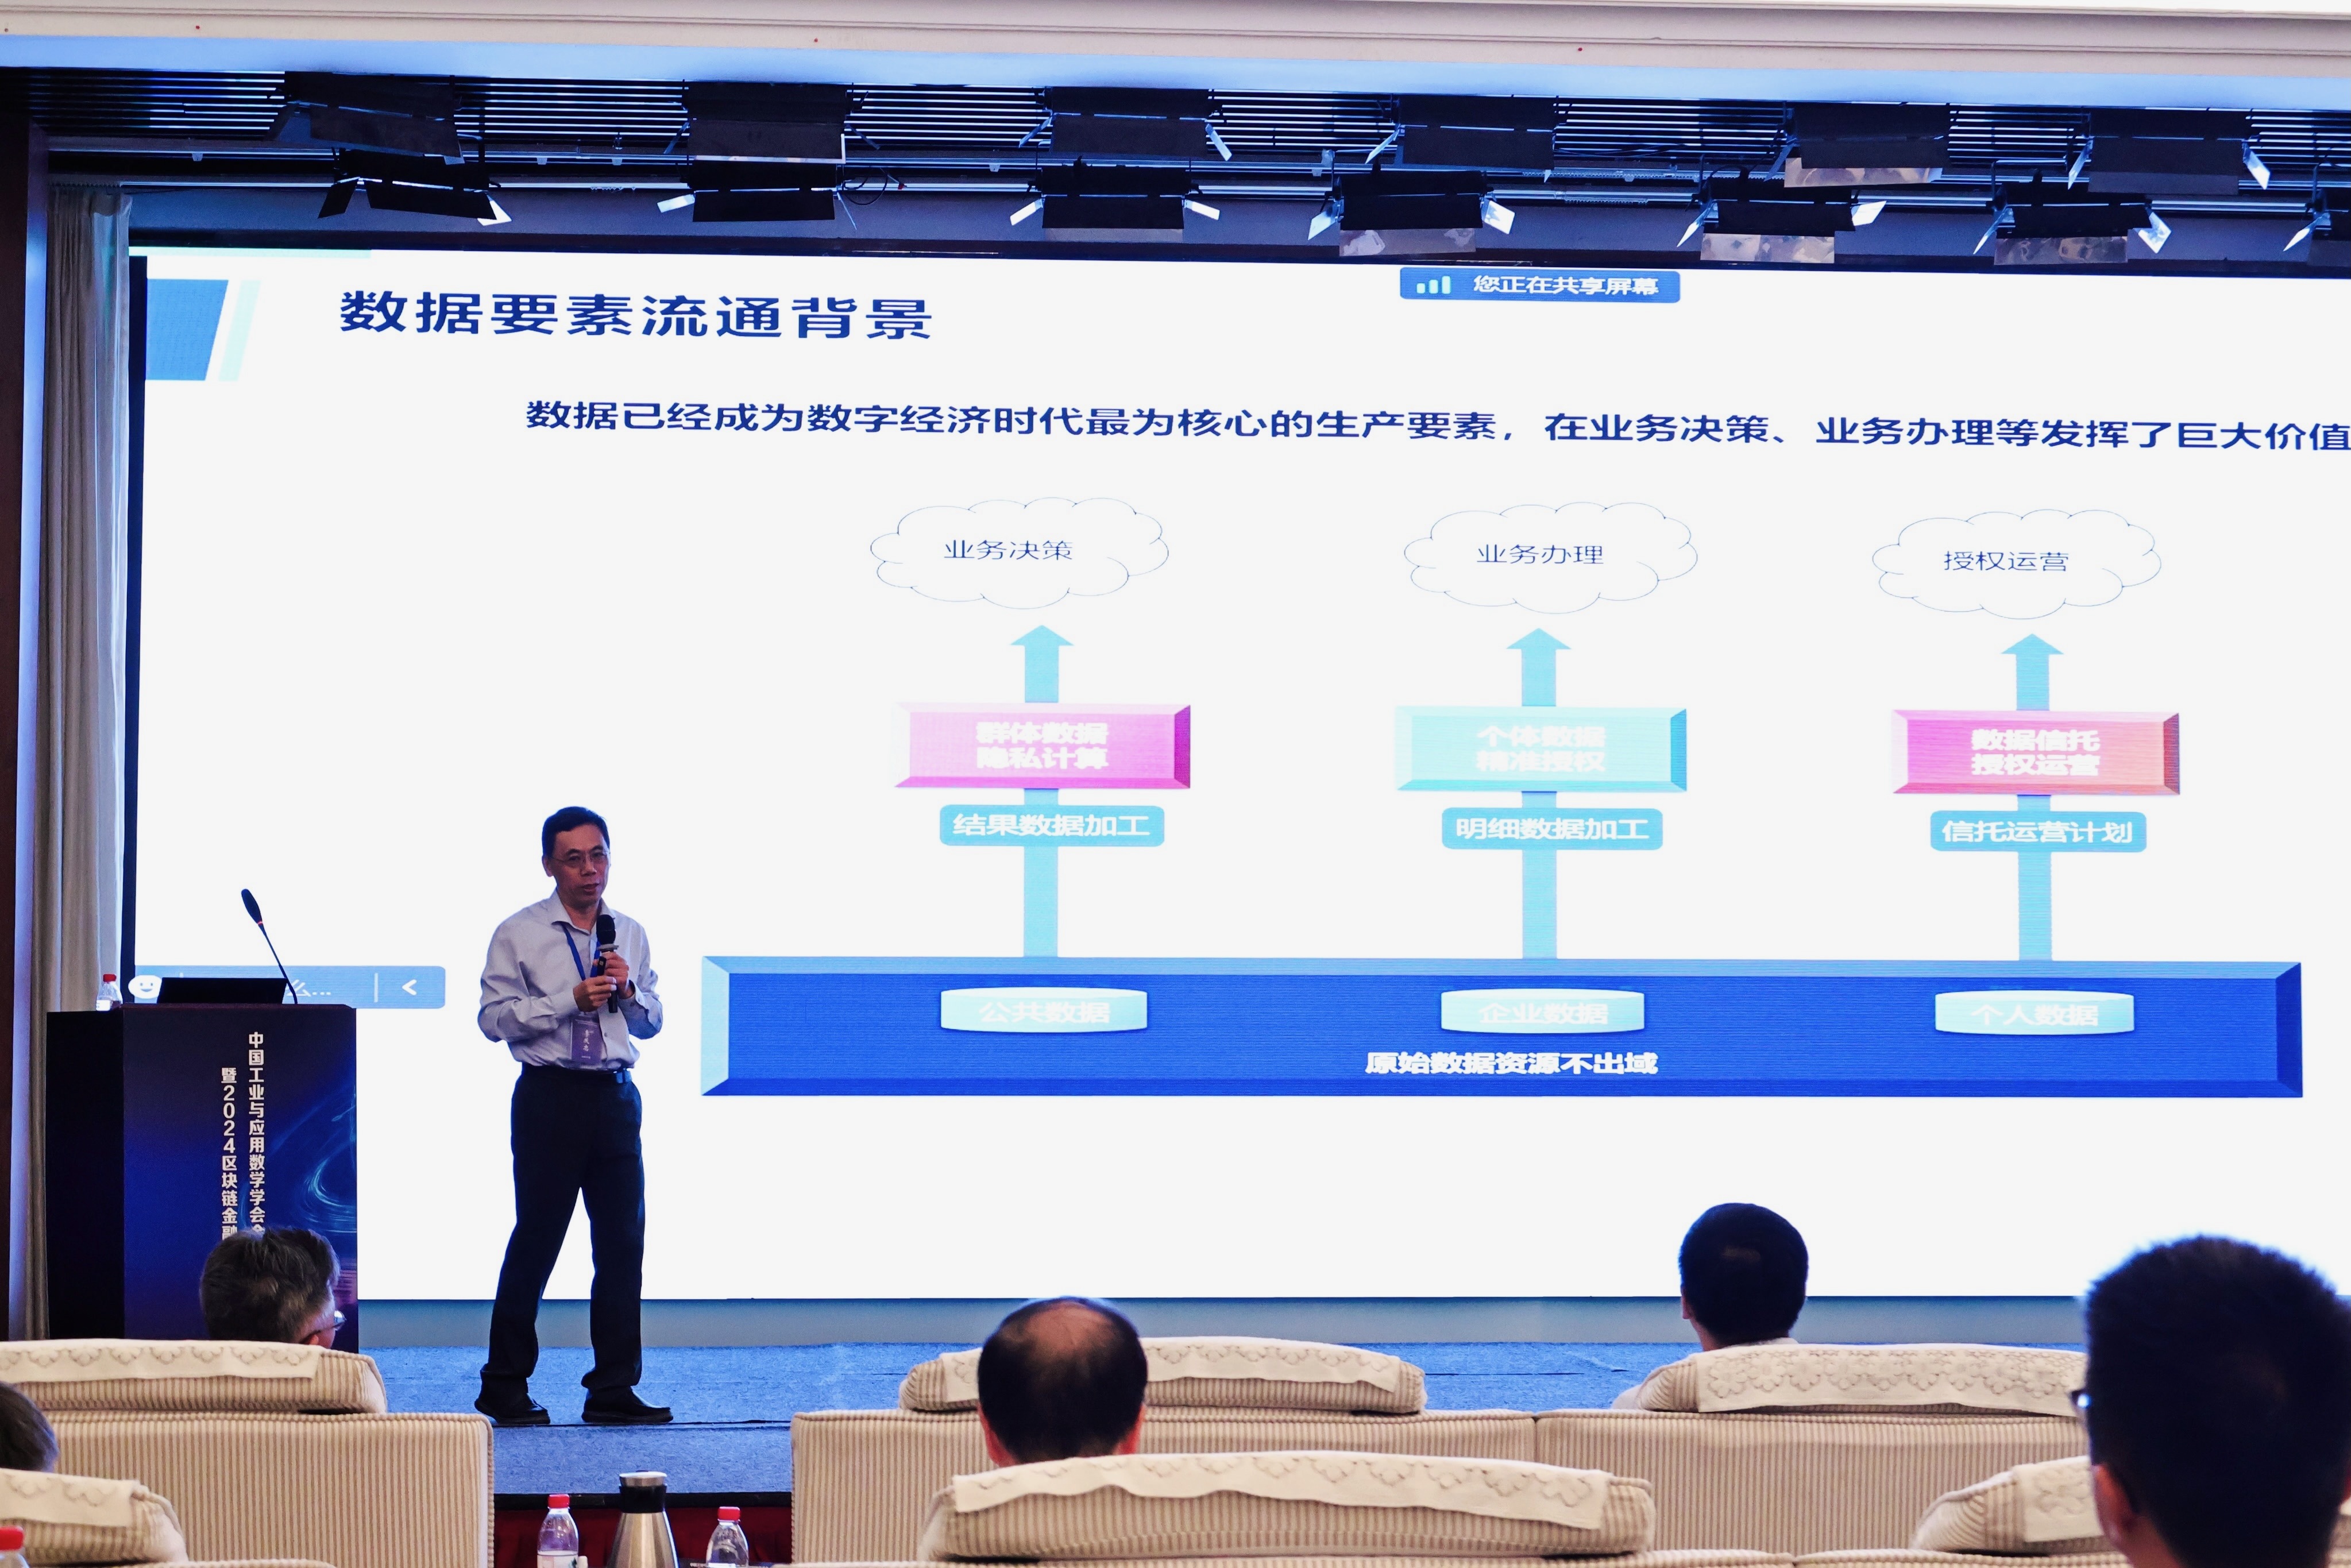 您正在共享屏幕
数据要素流通背景
数据已经成为数字经济时代最为核心的生产要素，在业务决策、业务办理等发挥了巨大价值
业务决策
业务办理
授权运营
群体数据
隐私计算
个体数据
精准授权
数据信托
授权运营
结果数据加工
明细数据加工
信托运营计划
公共数据
企业数据
个人数据
原始数据资源不出域
么...
<
中国工业与应用数学学会
暨2024区块链金融